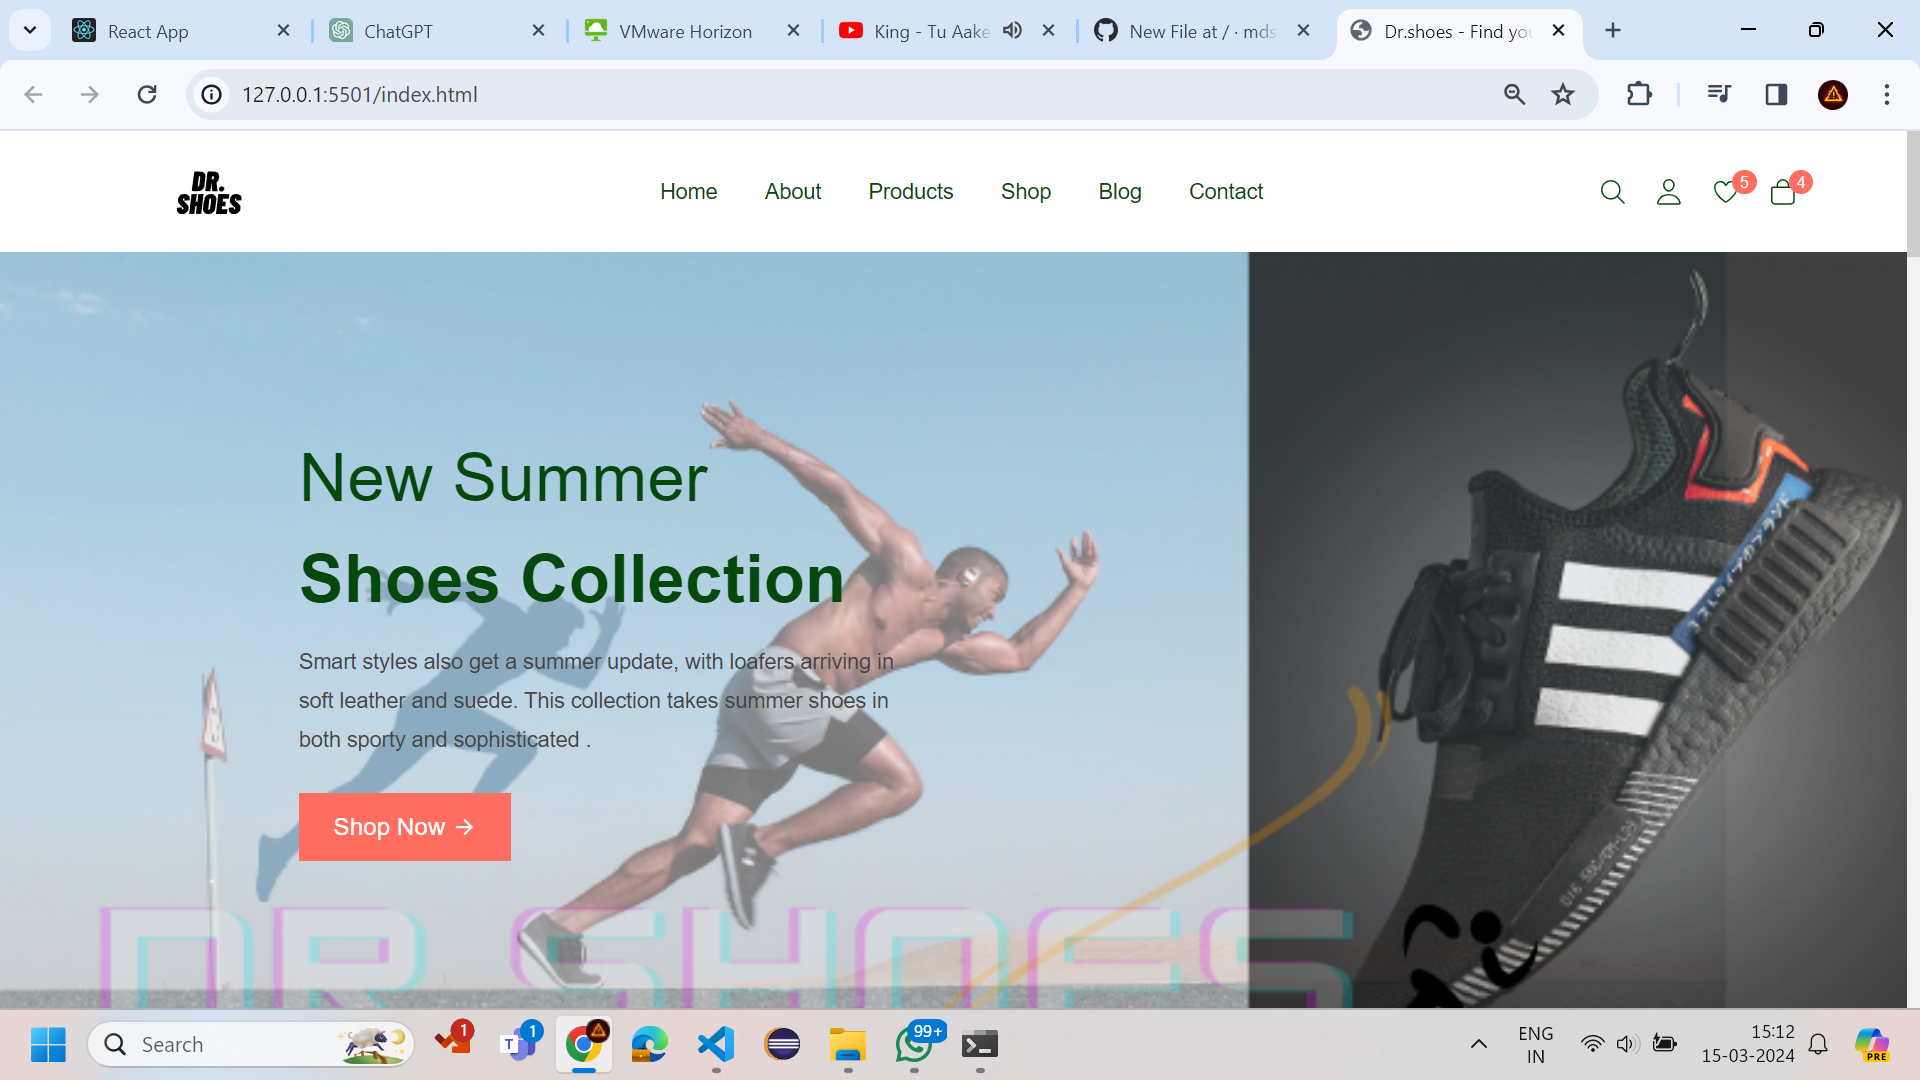 React App
ChatGPT
VMware Horizon
King - Tu Aake
New File at / · mds
Dr.shoes - Find you
127.0.0.1:5501/index.html
DR.
SHOES
Home
About
Products
Shop
Blog
Contact
5
4
New Summer
Shoes Collection
Smart styles also get a summer update, with loafers arriving in
soft leather and suede. This collection takes summer shoes in
both sporty and sophisticated .
Shop Now →
DR SHOES
Search
1
1
T
99+
ENG
IN
15:12
15-03-2024
PRE